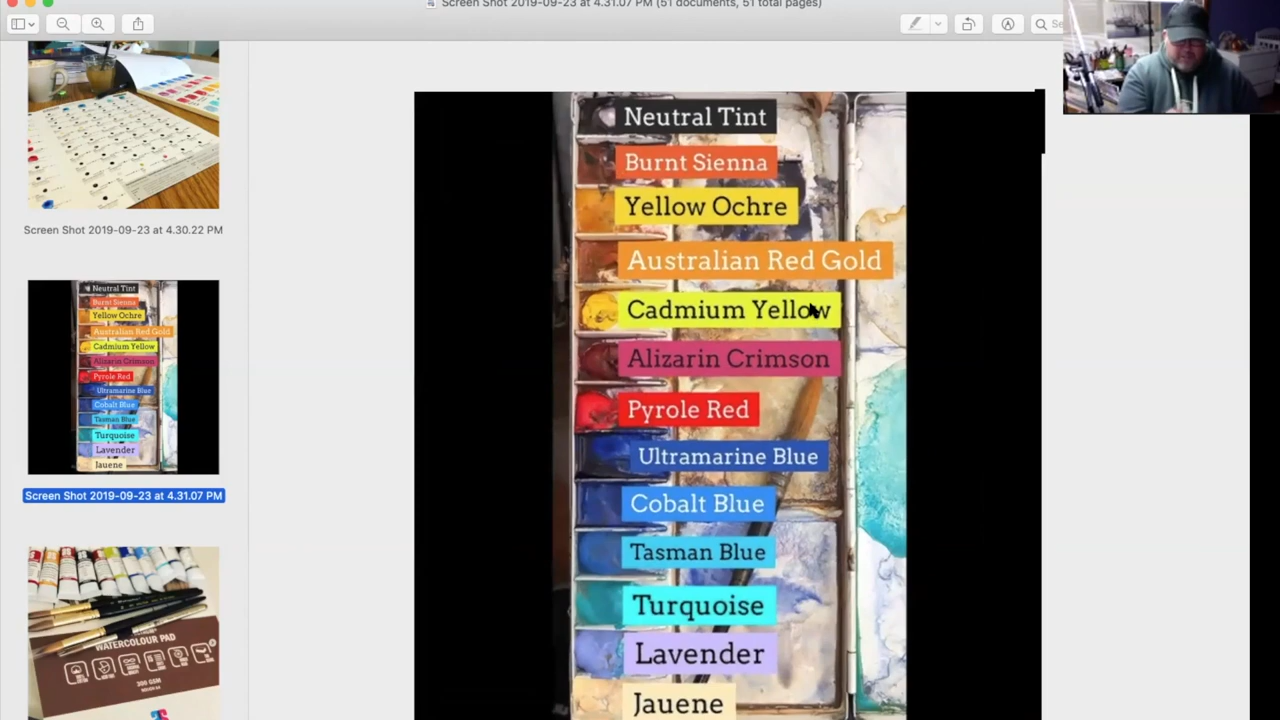 Screen Shot 2019-09-23 at 4.31.07 PM (51 documents, 51 total pages)
Se
Screen Shot 2019-09-23 at 4.30.22 PM
Neutral Tint
Burnt Sienna
Yellow Ochre
Australian Red Gold
Cadmium Yellow
Alizarin Crimson
Pyrole Red
Ultramarine Blue
Cobalt Blue
Tasman Blue
Turquoise
Lavender
Jauene
Screen Shot 2019-09-23 at 4.31.07 PM
WATERCOLOUR PAD
300 GSM
Neutral Tint
Burnt Sienna
Yellow Ochre
Australian Red Gold
Cadmium Yellow
Alizarin Crimson
Pyrole Red
Ultramarine Blue
Cobalt Blue
Tasman Blue
Turquoise
Lavender
Jauene